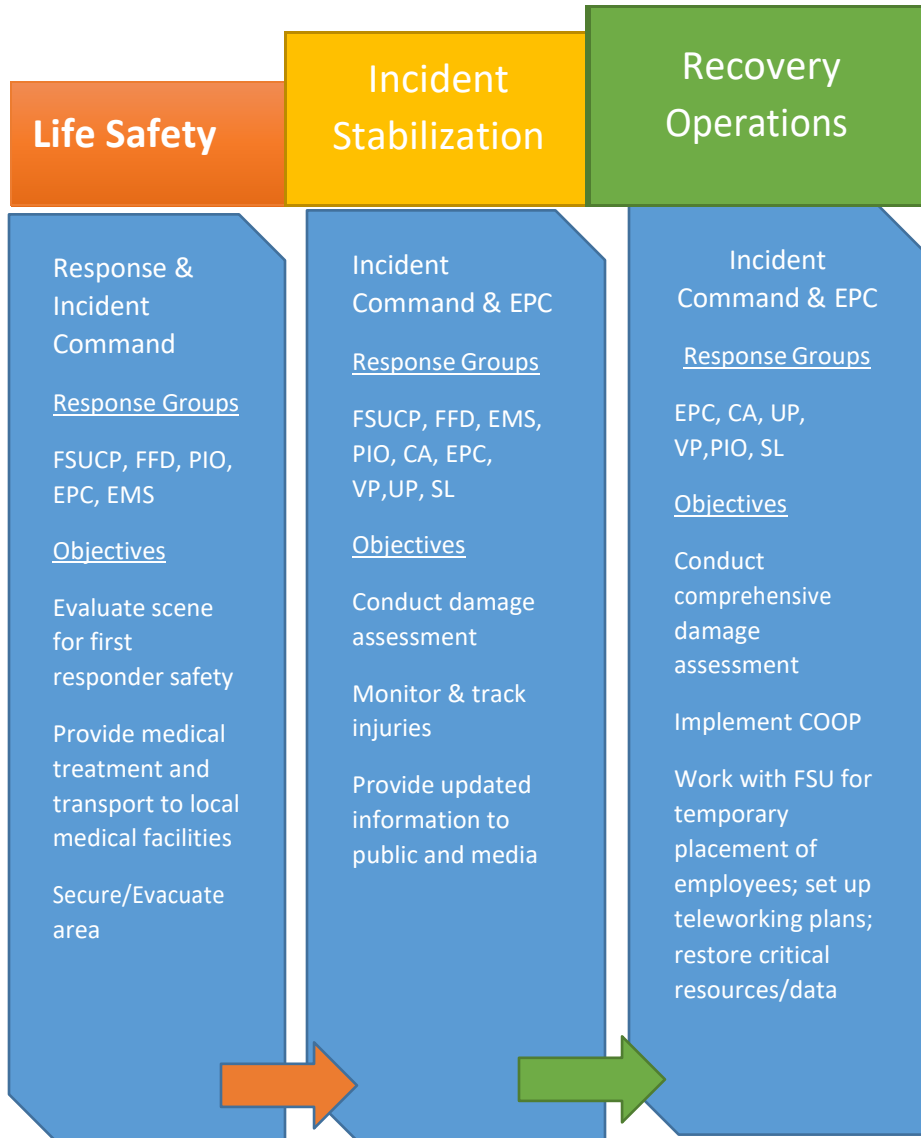 Life Safety
Incident
Stabilization
Recovery
Operations
Response &
Incident
Command
Response Groups
FSUCP, FFD, PIO,
EPC, EMS
Objectives
Evaluate scene
for first
responder safety
Provide medical
treatment and
transport to local
medical facilities
Secure/Evacuate
area
Incident
Command & EPC
Response Groups
FSUCP, FFD, EMS,
PIO, CA, EPC,
VP,UP, SL
Objectives
Conduct damage
assessment
Monitor & track
injuries
Provide updated
information to
public and media
Incident
Command & EPC
Response Groups
EPC, CA, UP,
VP,PIO, SL
Objectives
Conduct
comprehensive
damage
assessment
Implement COOP
Work with FSU for
temporary
placement of
employees; set up
teleworking plans;
restore critical
resources/data